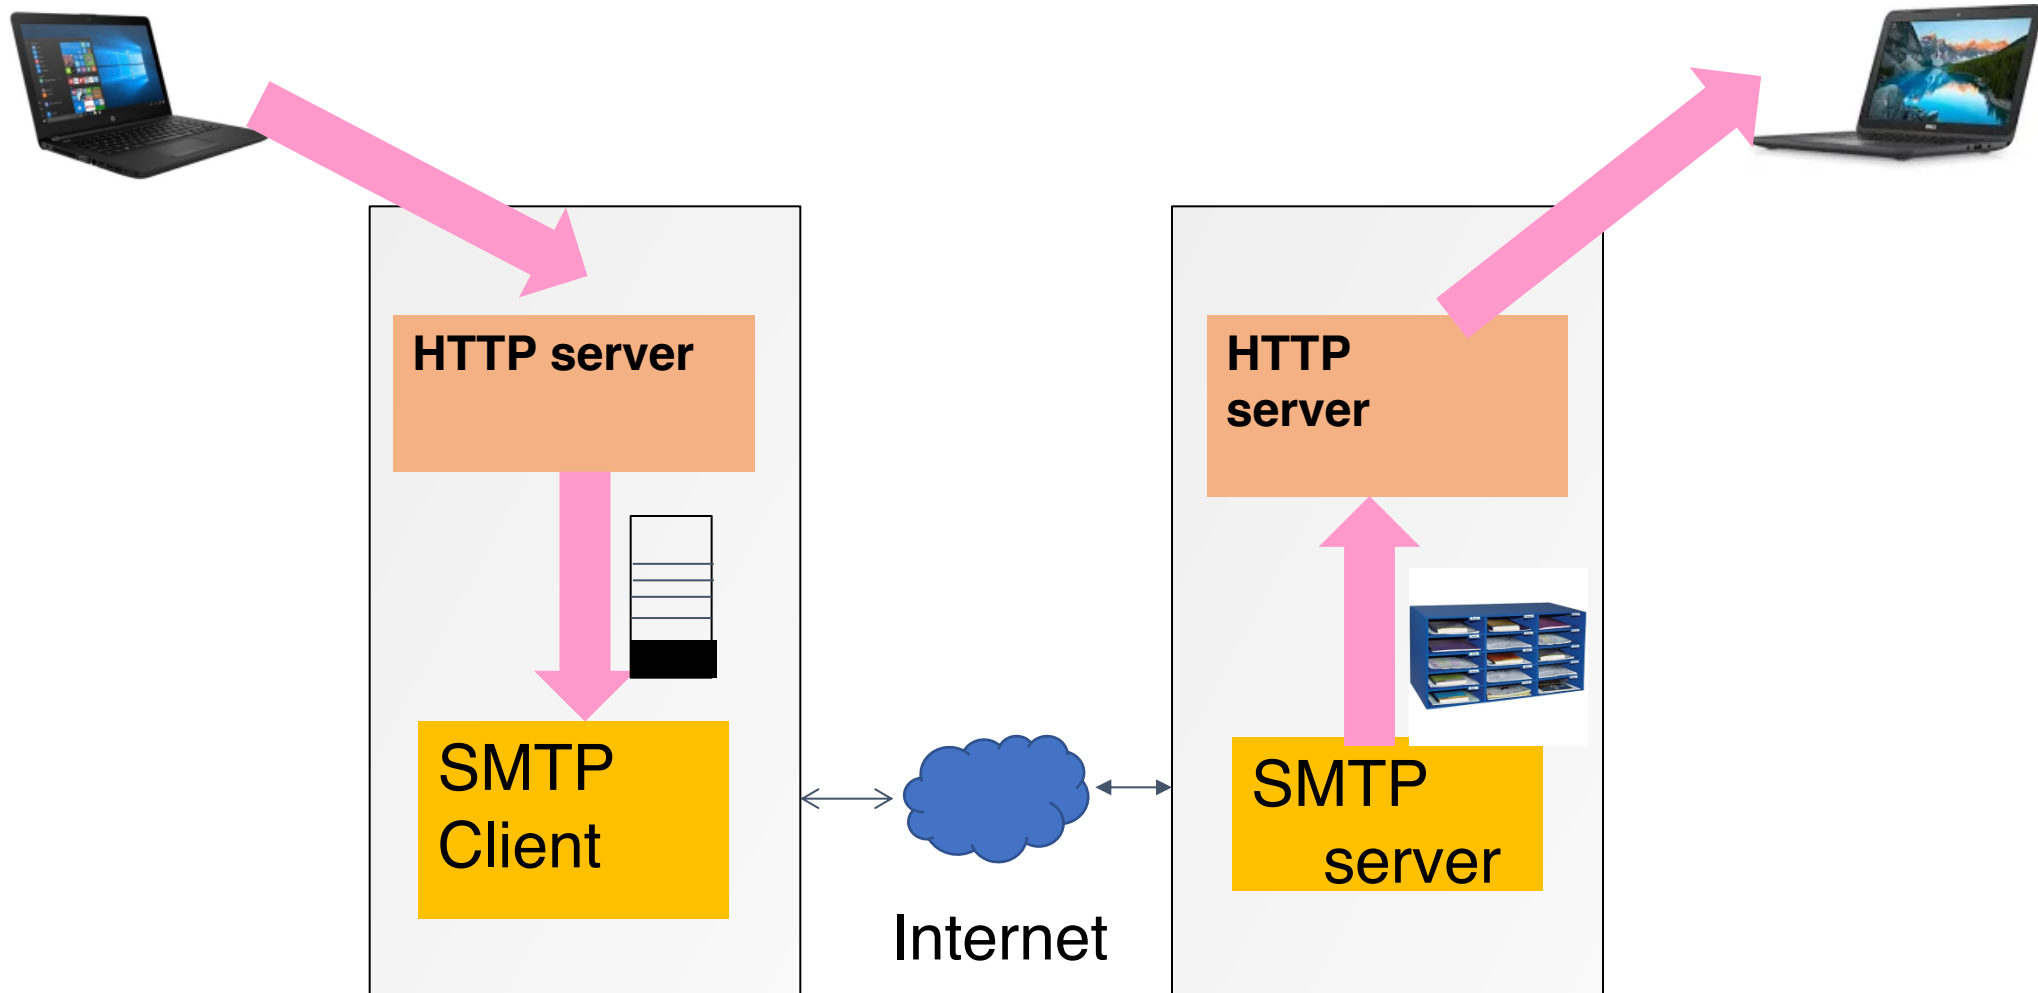 HTTP server
HTTP
server
SMTP
Client
SMTP
server
Internet